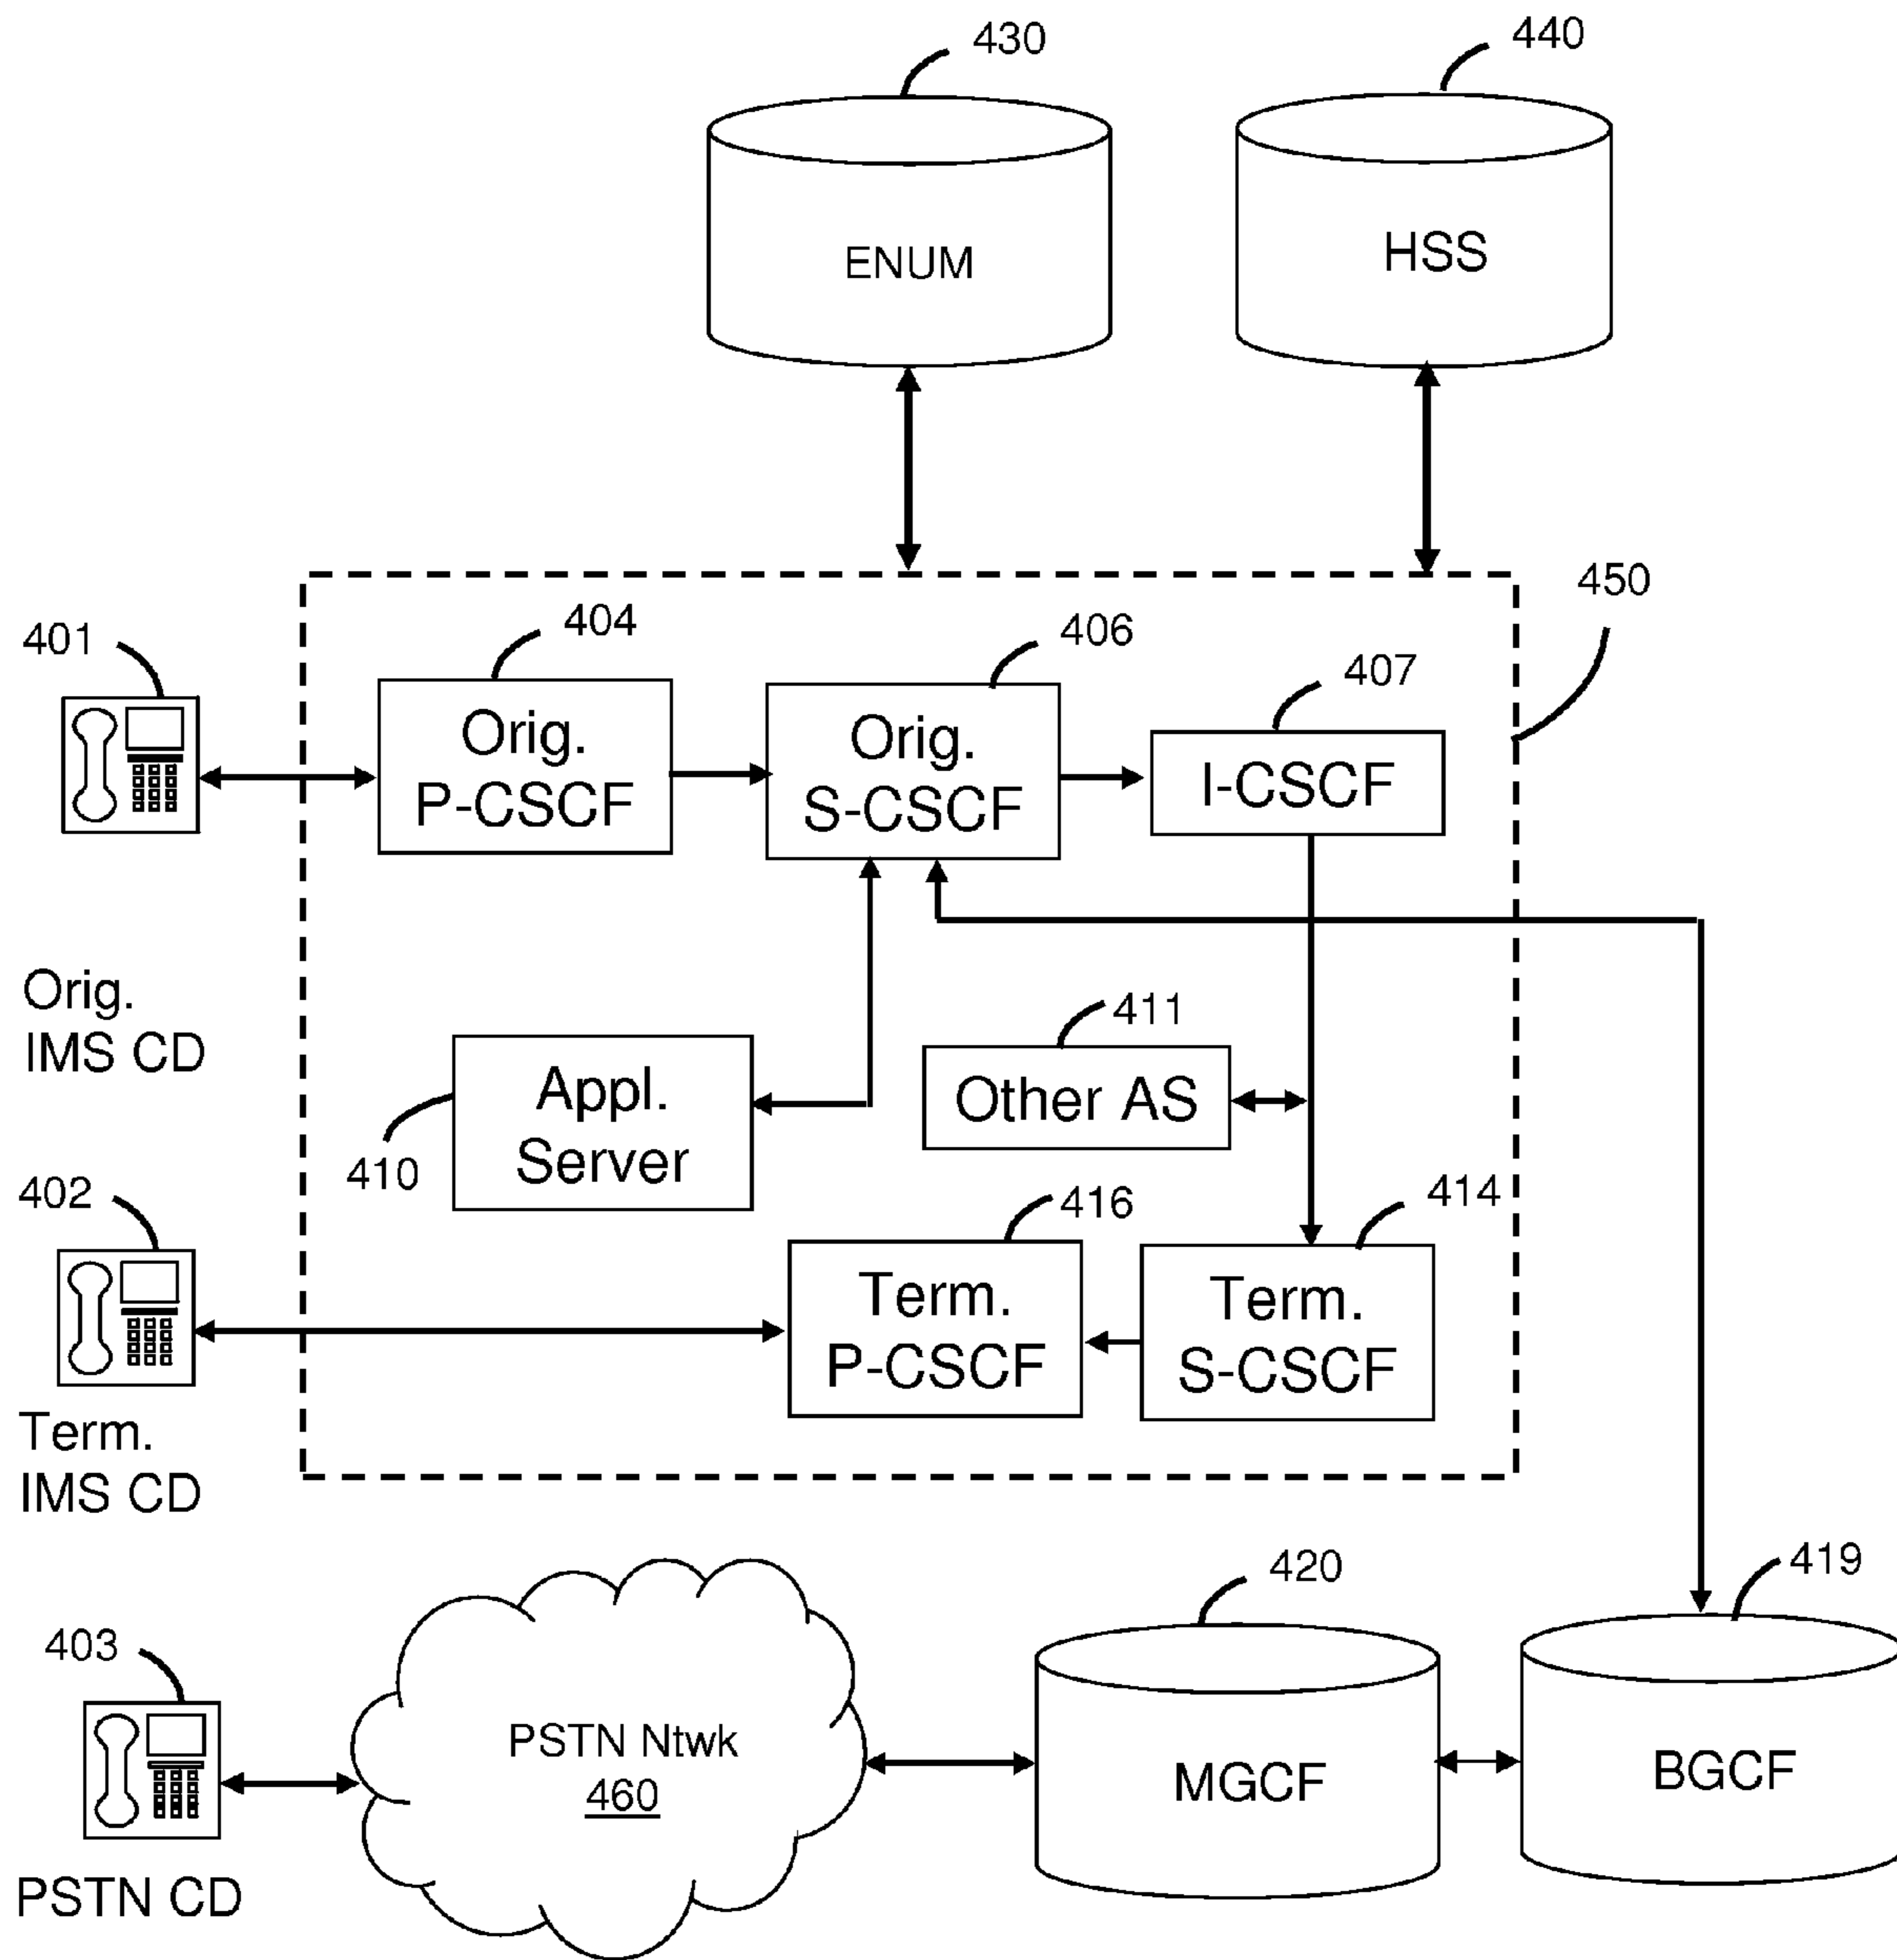 430
440
ENUM
HSS
450
401
404
406
407
Orig.
P-CSCF
Orig.
S-CSCF
I-CSCF
Orig.
IMS CD
411
Other AS
Appl.
Server
410
402
416
414
Term.
P-CSCF
Term.
S-CSCF
Term.
IMS CD
420
419
403
PSTN Ntwk
460
MGCF
BGCF
PSTN CD